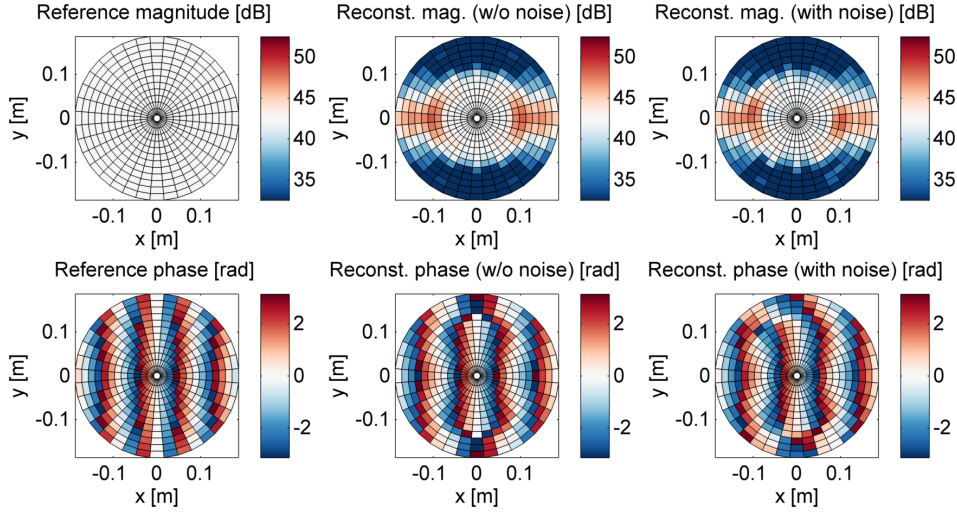 Reference magnitude [dB]
Reconst. mag. (w/o noise) [dB]
Reconst. mag. (with noise) [dB]
y [m]
0.1
0
-0.1
-0.1 0 0.1
x [m]
50
45
40
35
y [m]
0.1
0
-0.1
-0.1 0 0.1
x [m]
50
45
40
35
y [m]
0.1
0
-0.1
-0.1 0 0.1
x [m]
50
45
40
35
Reference phase [rad]
Reconst. phase (w/o noise) [rad]
Reconst. phase (with noise) [rad]
y [m]
0.1
0
-0.1
-0.1 0 0.1
x [m]
2
0
-2
y [m]
0.1
0
-0.1
-0.1 0 0.1
x [m]
2
0
-2
y [m]
0.1
0
-0.1
-0.1 0 0.1
x [m]
2
0
-2